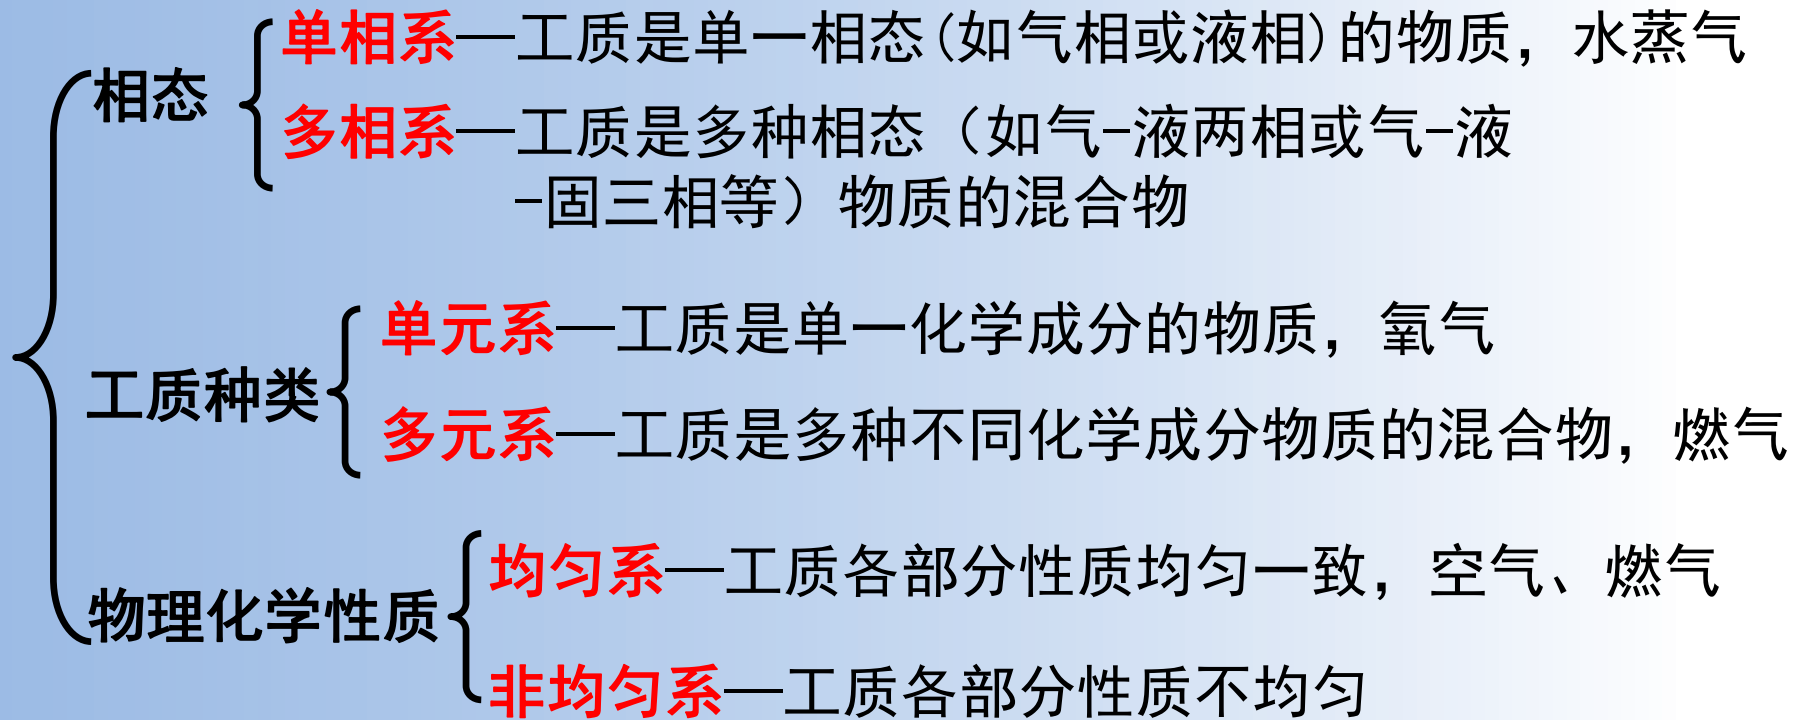 相态
单相系—工质是单一相态(如气相或液相)的物质，水蒸气
多相系—工质是多种相态（如气-液两相或气-液
-固三相等）物质的混合物
工质种类
单元系—工质是单一化学成分的物质，氧气
多元系—工质是多种不同化学成分物质的混合物，燃气
物理化学性质
均匀系—工质各部分性质均匀一致，空气、燃气
非均匀系—工质各部分性质不均匀